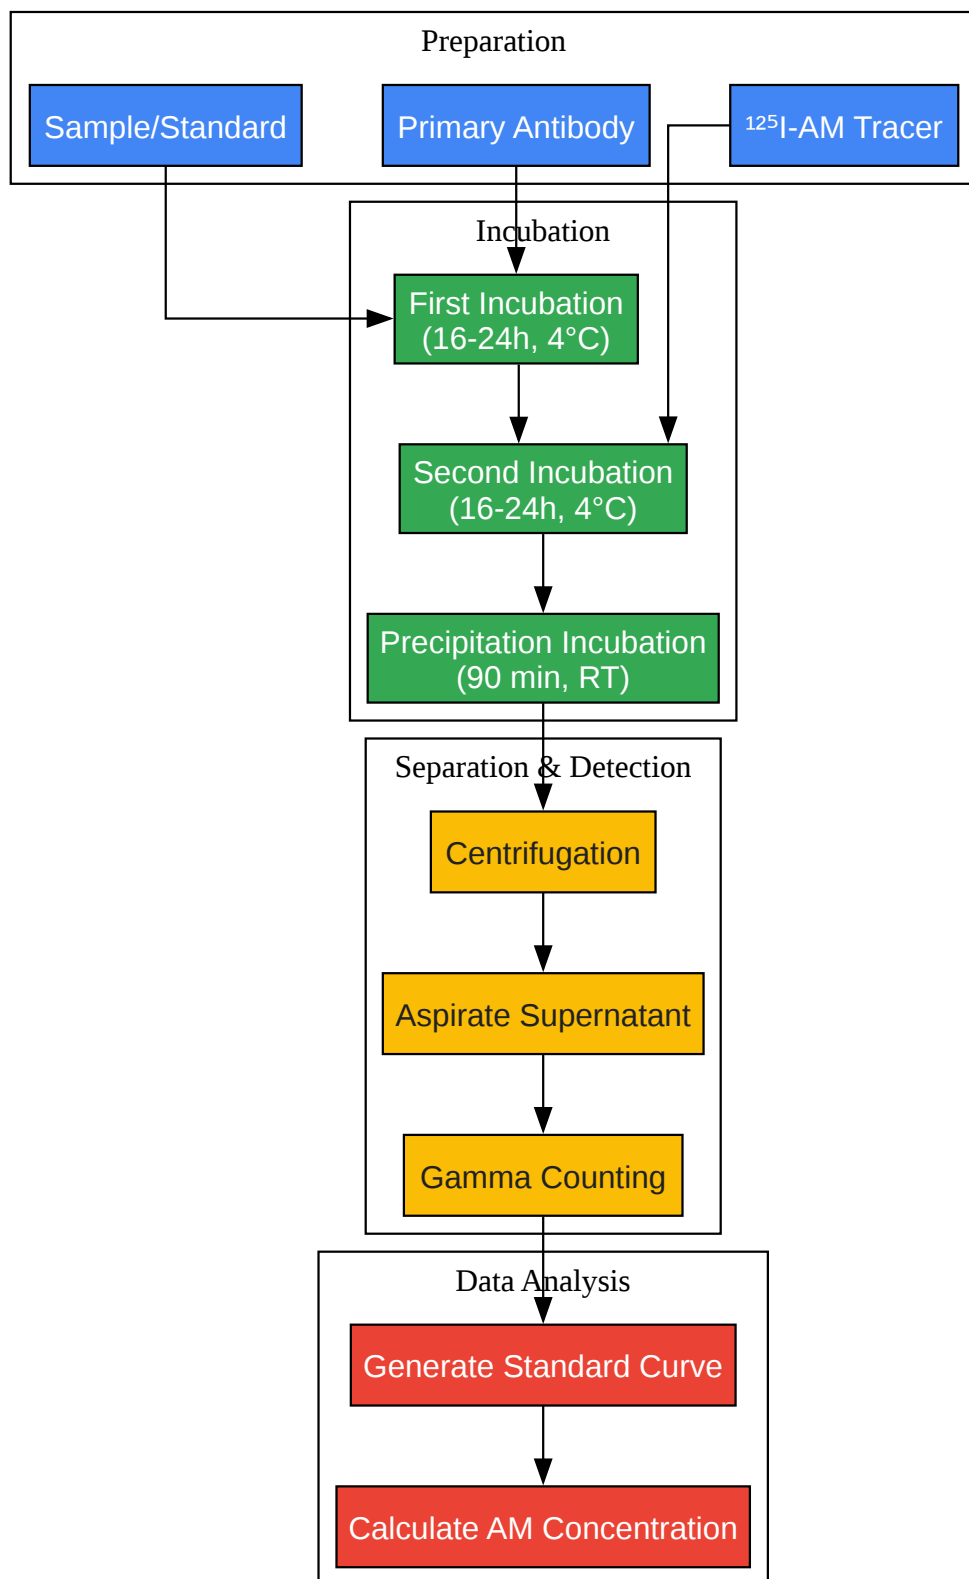 Preparation
Sample/Standard
Primary Antibody
¹²⁵I-AM Tracer
Incubation
First Incubation
(16-24h, 4°C)
Second Incubation
(16-24h, 4°C)
Precipitation Incubation
(90 min, RT)
Separation & Detection
Centrifugation
Aspirate Supernatant
Gamma Counting
Data Analysis
Generate Standard Curve
Calculate AM Concentration